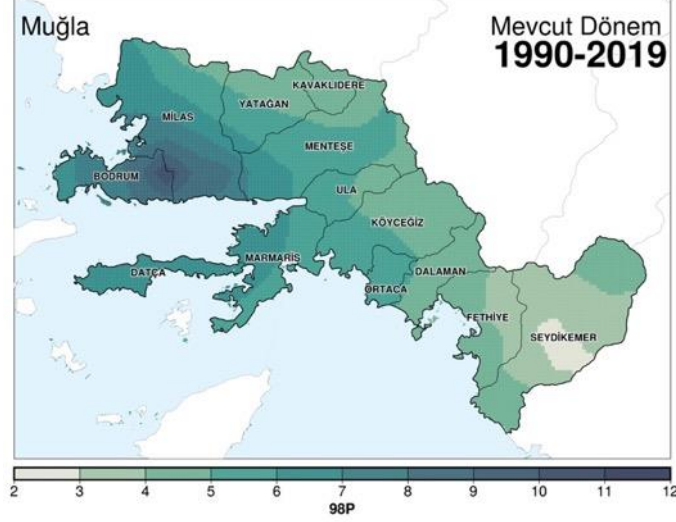 Muğla
Mevcut Dönem
1990-2019
KAVAKLIDERE
YATAĞAN
MİLAS
MENTEŞE
BODRUM
ULA
KÖYCEĞİZ
MARMARİS
DATÇA
DALAMAN
ORTACA
FETHİYE
SEYDİKEMER
2 3 4 5 6 7 8 9 10 11 12
98P